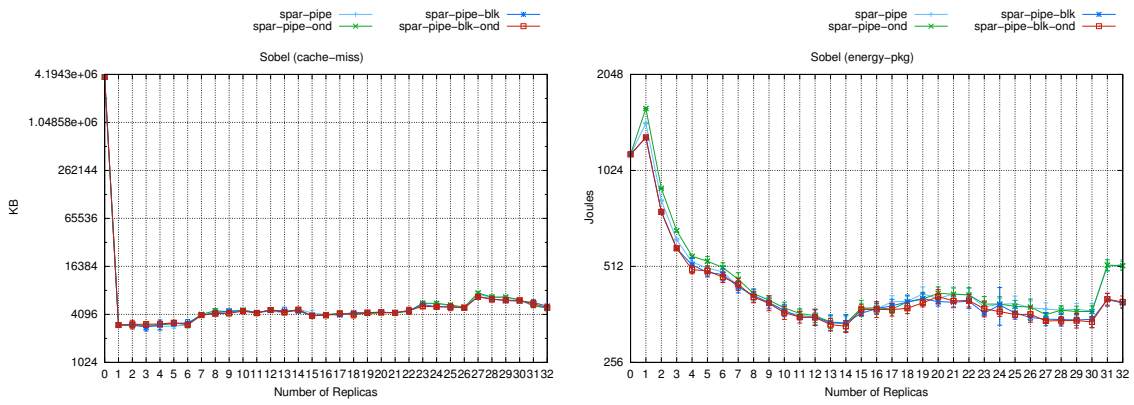 spar-pipe spar-pipe-blk
spar-pipe-ond spar-pipe-blk-ond
Sobel (cache-miss)
4.1943e+06
1.04858e+06
262144
65536
16384
4096
1024
KB
0 1 2 3 4 5 6 7 8 9 10 11 12 13 14 15 16 17 18 19 20 21 22 23 24 25 26 27 28 29 30 31 32
Number of Replicas
spar-pipe spar-pipe-blk
spar-pipe-ond spar-pipe-blk-ond
Sobel (energy-pkg)
2048
1024
512
256
Joules
0 1 2 3 4 5 6 7 8 9 10 11 12 13 14 15 16 17 18 19 20 21 22 23 24 25 26 27 28 29 30 31 32
Number of Replicas